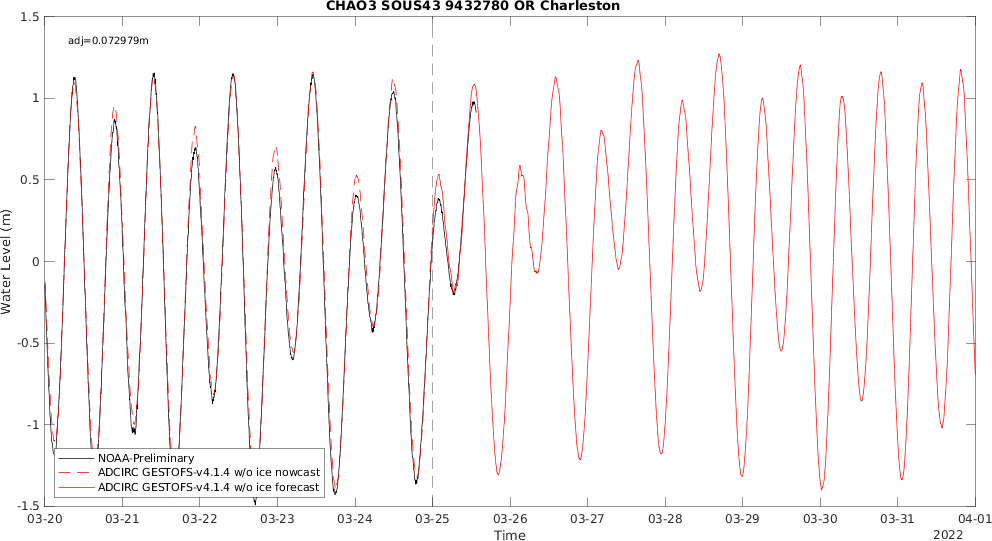 CHAO3 SOUS43 9432780 OR Charleston
adj=0.072979m
Water Level (m)
1.5
1
0.5
0
-0.5
-1
-1.5
NOAA-Preliminary
ADCIRC GESTOFS-v4.1.4 w/o ice nowcast
ADCIRC GESTOFS-v4.1.4 w/o ice forecast
03-20 03-21 03-22 03-23 03-24 03-25 03-26 03-27 03-28 03-29 03-30 03-31 04-01
Time
2022